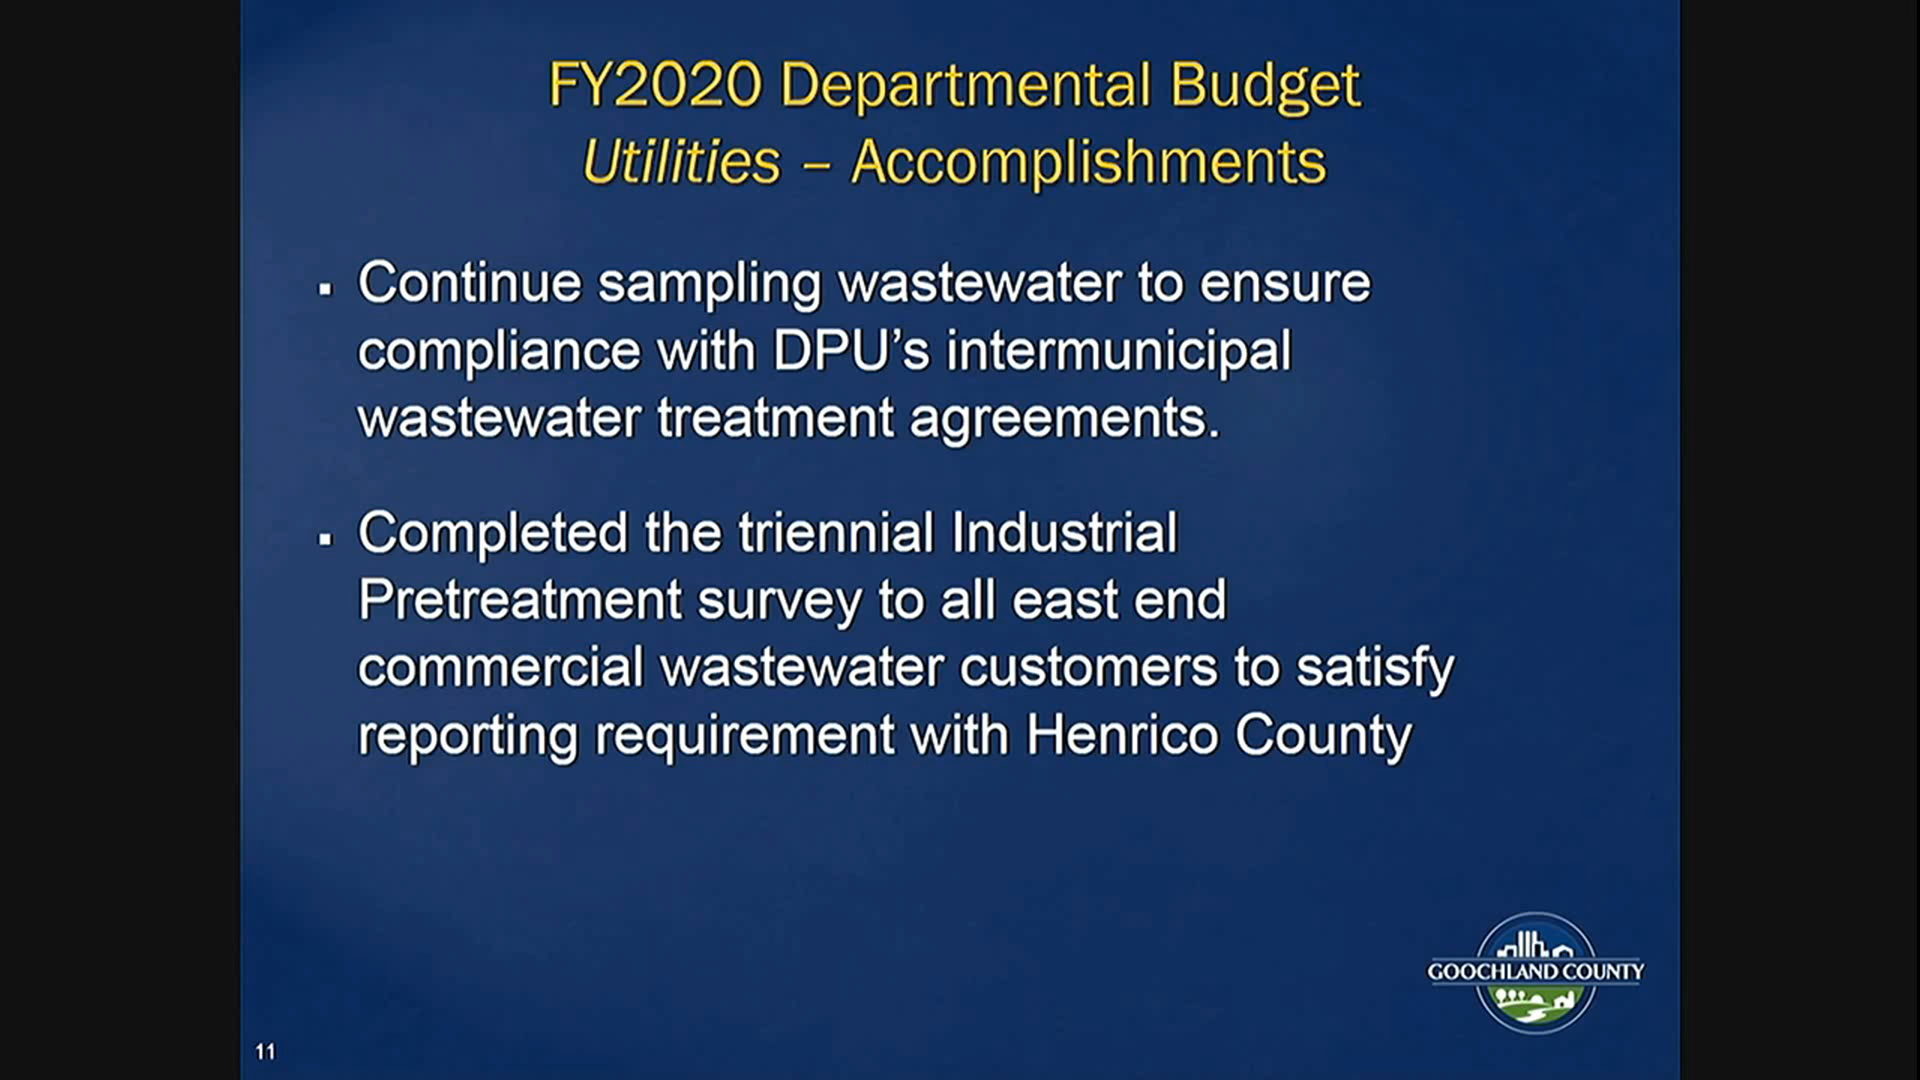 FY2020 Departmental Budget
Utilities – Accomplishments
▪ Continue sampling wastewater to ensure
compliance with DPU’s intermunicipal
wastewater treatment agreements.
▪ Completed the triennial Industrial
Pretreatment survey to all east end
commercial wastewater customers to satisfy
reporting requirement with Henrico County
GOOCHLAND COUNTY
11